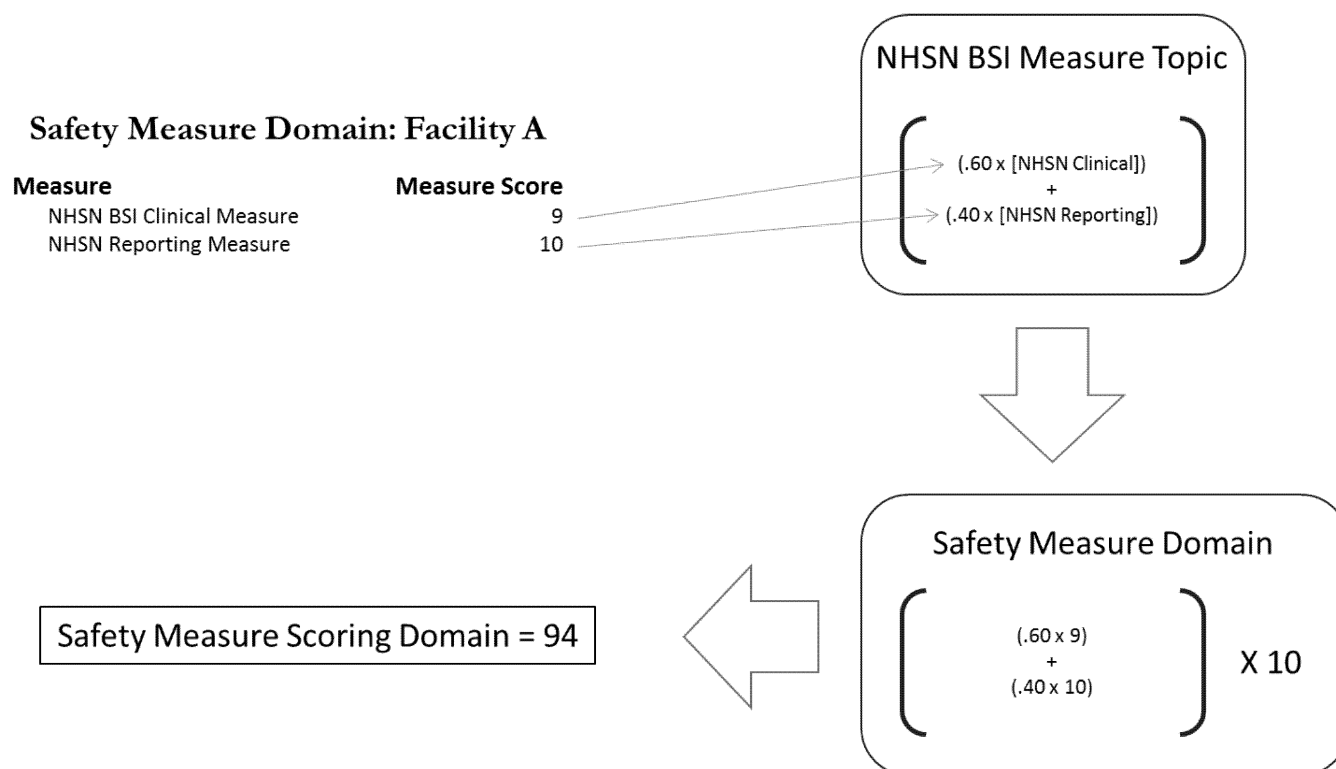 Safety Measure Domain: Facility A
Measure Measure Score
NHSN BSI Clinical Measure 9
NHSN Reporting Measure 10
NHSN BSI Measure Topic
(.60 x [NHSN Clinical])
+
(.40 x [NHSN Reporting])
Safety Measure Domain
(.60 x 9)
+
(.40 x 10)
X 10
Safety Measure Scoring Domain = 94